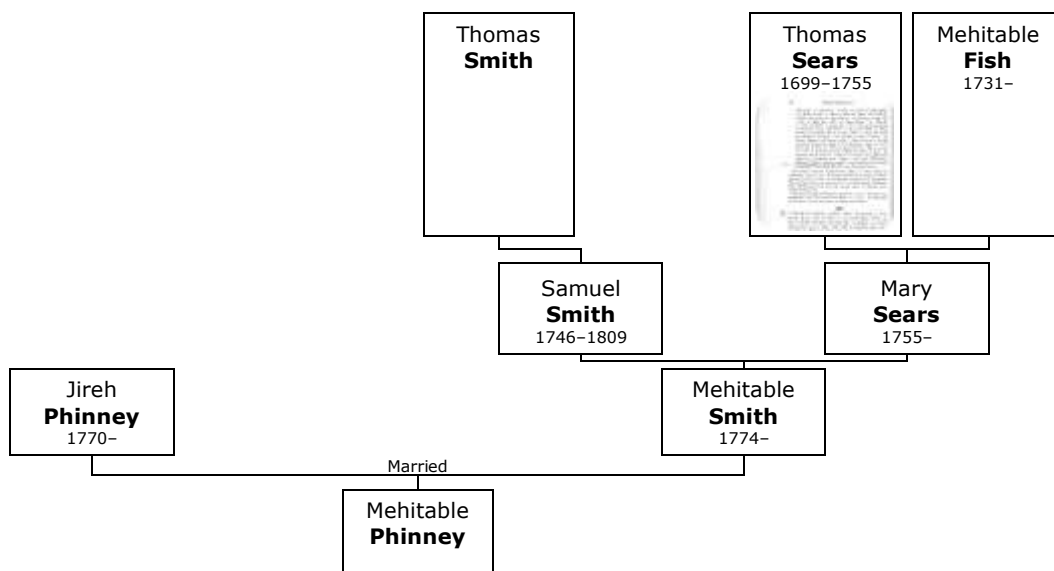 Thomas
Smith
Thomas
Sears
1699–1755
Mehitable
Fish
1731–
Samuel
Smith
1746–1809
Mary
Sears
1755–
Jireh
Phinney
1770–
Mehitable
Smith
1774–
Married
Mehitable
Phinney